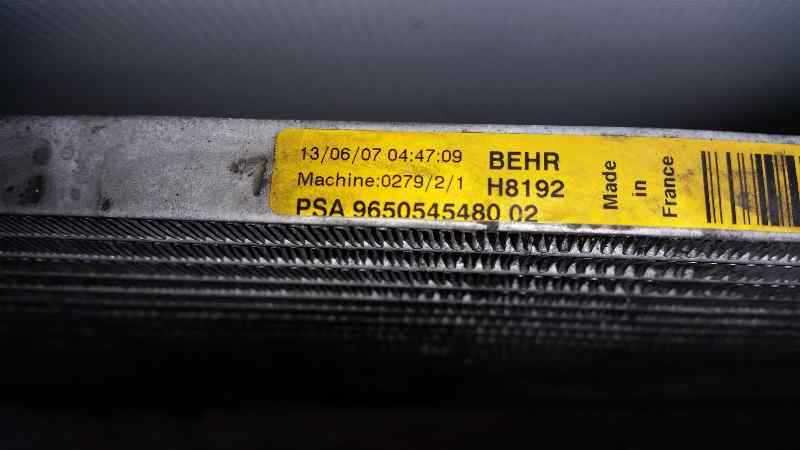 13/06/07 04:47:09
Machine:0279/2/1
BEHR
H8192
PSA 9650545480 02
Made
in
France